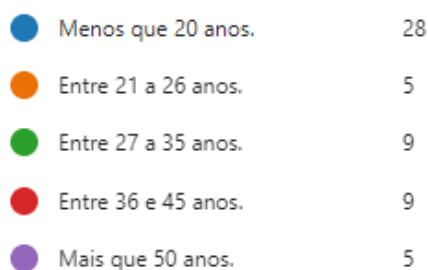 Menos que 20 anos. 28
Entre 21 a 26 anos. 5
Entre 27 a 35 anos. 9
Entre 36 e 45 anos. 9
Mais que 50 anos. 5